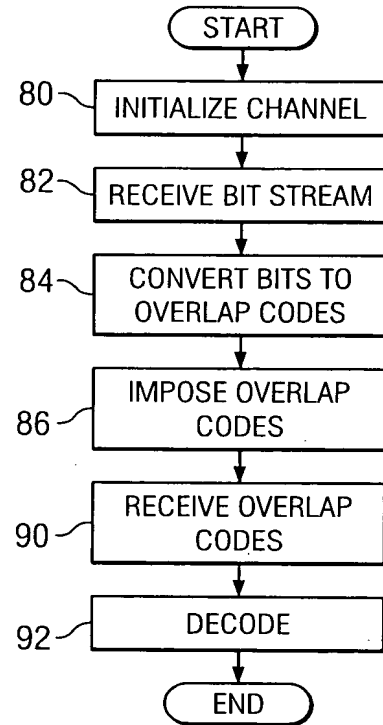 START
80
INITIALIZE CHANNEL
82
RECEIVE BIT STREAM
84
CONVERT BITS TO
OVERLAP CODES
86
IMPOSE OVERLAP
CODES
90
RECEIVE OVERLAP
CODES
92
DECODE
END